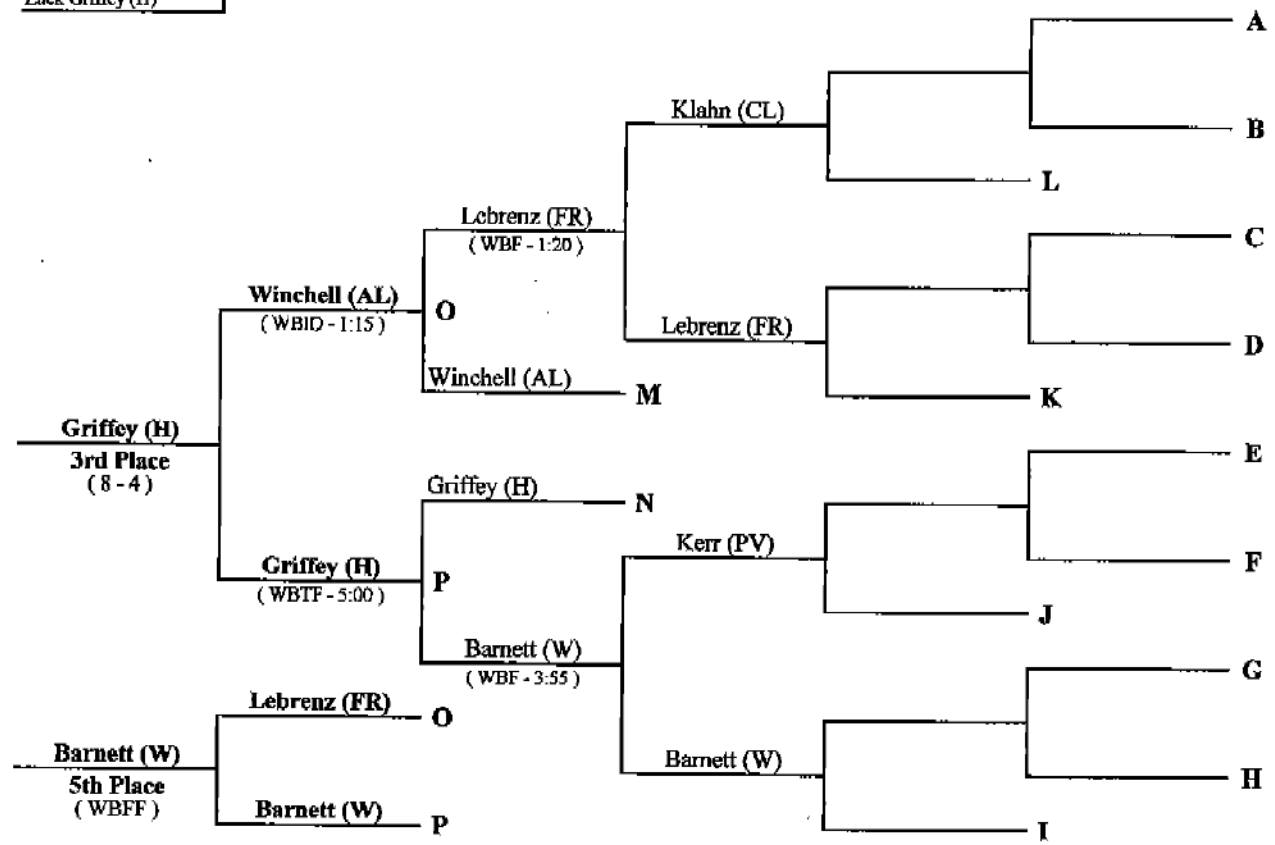 Zack Griffey (H)
A
Klahn (CL)
B
L
Lebrenz (FR)
( WBF - 1:20 )
C
Winchell (AL)
( WBID - 1:15 )
O
Lebrenz (FR)
D
Winchell (AL)
M
K
Griffey (H)
3rd Place
( 8 - 4 )
E
Griffey (H)
N
Kerr (PV)
F
Griffey (H)
( WBTF - 5:00 )
P
J
Barnett (W)
( WBF - 3:55 )
G
Lebrenz (FR)
O
Barnett (W)
5th Place
( WBFF )
Barnett (W)
H
Barnett (W)
P
I